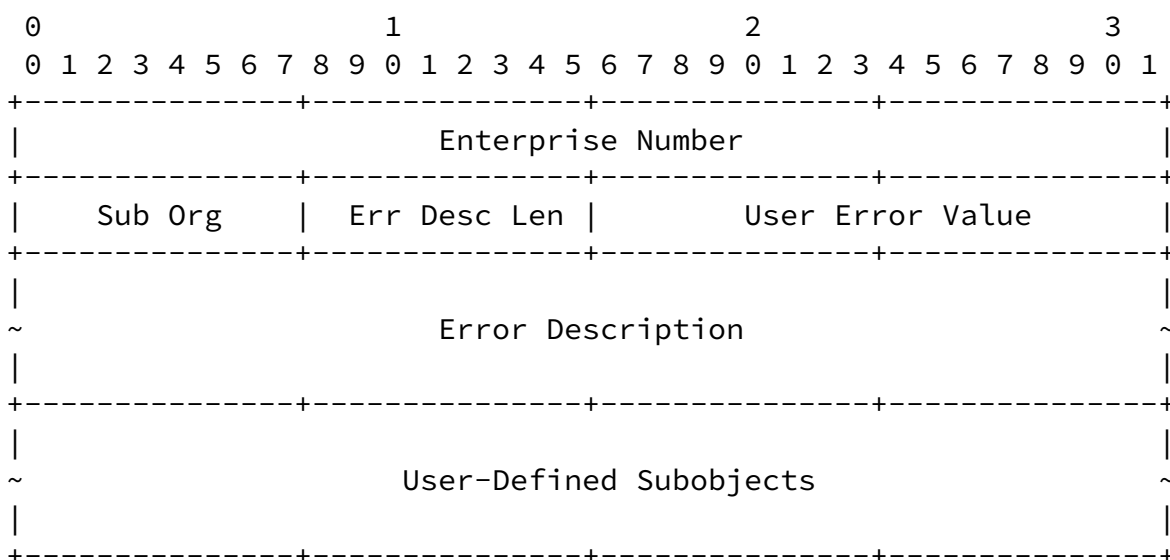 0                   1                   2                   3
0 1 2 3 4 5 6 7 8 9 0 1 2 3 4 5 6 7 8 9 0 1 2 3 4 5 6 7 8 9 0 1
+---------------+---------------+---------------+---------------+
| Enterprise Number |
+---------------+---------------+---------------+---------------+
| Sub Org | Err Desc Len | User Error Value |
+---------------+---------------+---------------+---------------+
| |
~ Error Description ~
| |
+---------------+---------------+---------------+---------------+
| |
~ User-Defined Subobjects ~
| |
+---------------+---------------+---------------+---------------+